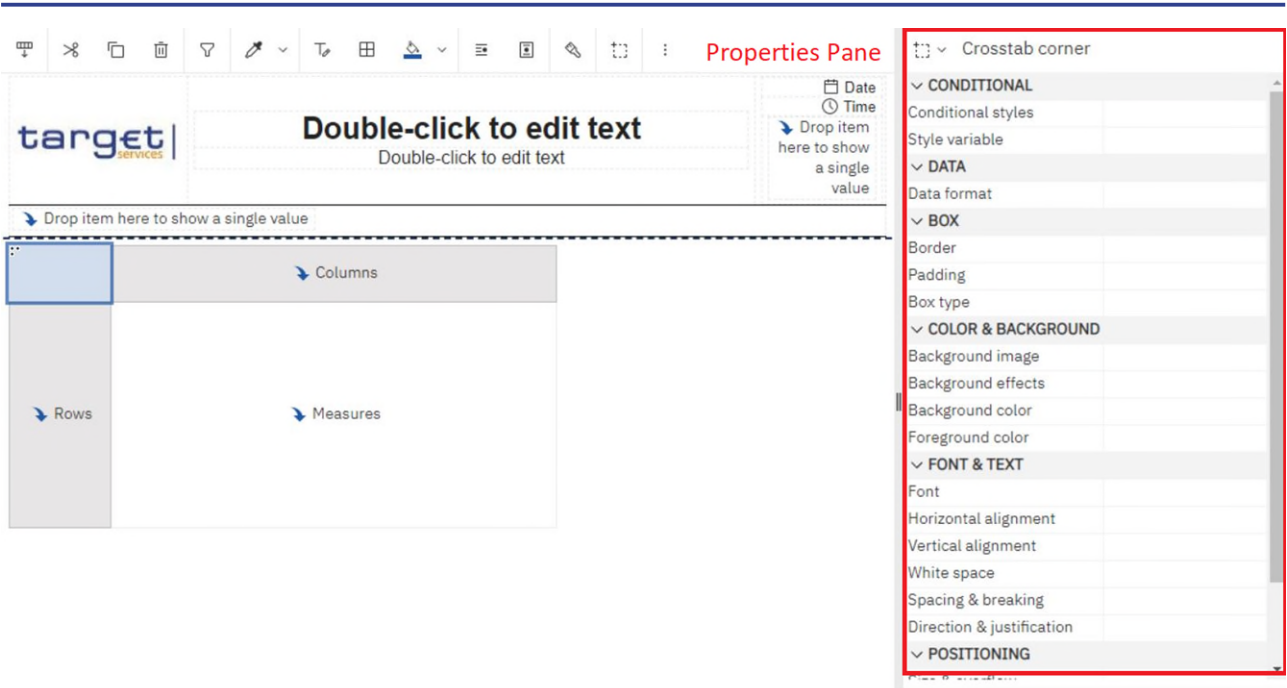 Properties Pane
Crosstab corner
target
services
Double-click to edit text
Double-click to edit text
Date
Time
Drop item
here to show
a single
value
Drop item here to show a single value
Columns
Rows
Measures
CONDITIONAL
Conditional styles
Style variable
DATA
Data format
BOX
Border
Padding
Box type
COLOR & BACKGROUND
Background image
Background effects
Background color
Foreground color
FONT & TEXT
Font
Horizontal alignment
Vertical alignment
White space
Spacing & breaking
Direction & justification
POSITIONING